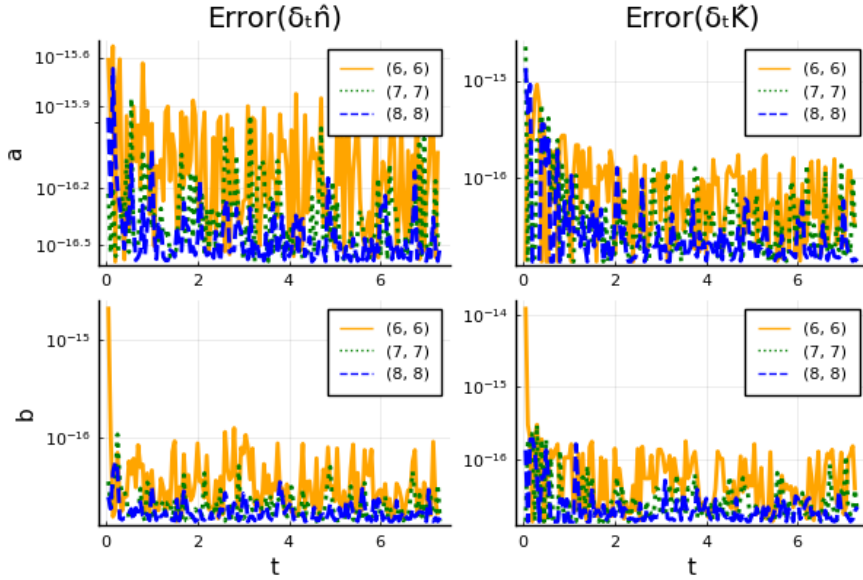 Error(δₜn̂)
Error(δₜK̂)
10⁻¹⁵·⁶
10⁻¹⁵·⁹
10⁻¹⁶·²
10⁻¹⁶·⁵
a
(6, 6)
(7, 7)
(8, 8)
0 2 4 6
10⁻¹⁵
10⁻¹⁶
(6, 6)
(7, 7)
(8, 8)
0 2 4 6
10⁻¹⁵
10⁻¹⁶
b
(6, 6)
(7, 7)
(8, 8)
0 2 4 6
t
10⁻¹⁴
10⁻¹⁵
10⁻¹⁶
(6, 6)
(7, 7)
(8, 8)
0 2 4 6
t